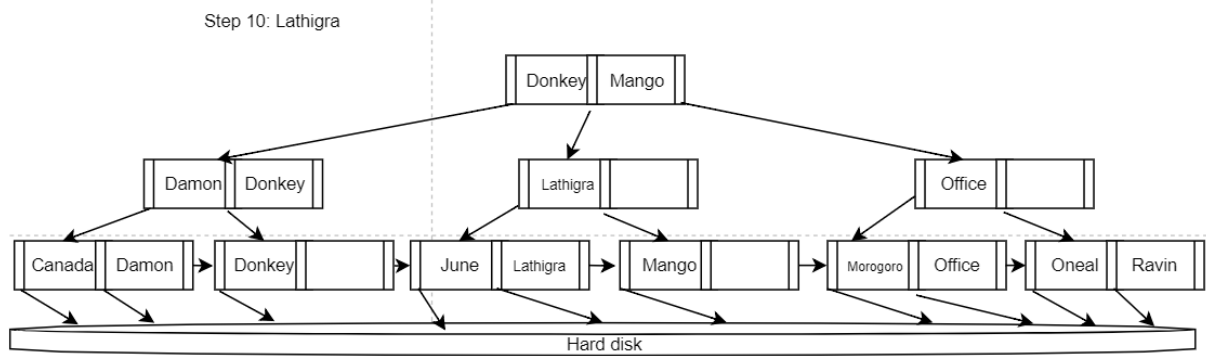 Step 10: Lathigra
Donkey Mango
Damon Donkey
Lathigra
Office
Canada Damon
Donkey
June Lathigra
Mango
Morogoro Office
Oneal Ravin
Hard disk